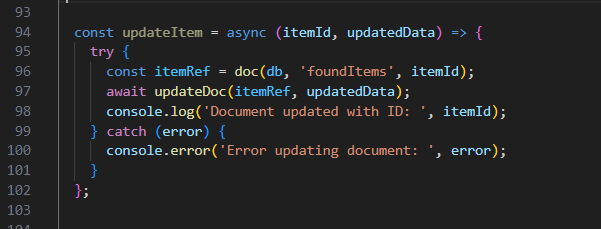 93
94 const updateItem = async (itemId, updatedData) => {
95 try {
96 const itemRef = doc(db, 'foundItems', itemId);
97 await updateDoc(itemRef, updatedData);
98 console.log('Document updated with ID: ', itemId);
99 } catch (error) {
100 console.error('Error updating document: ', error);
101 }
102 };
103